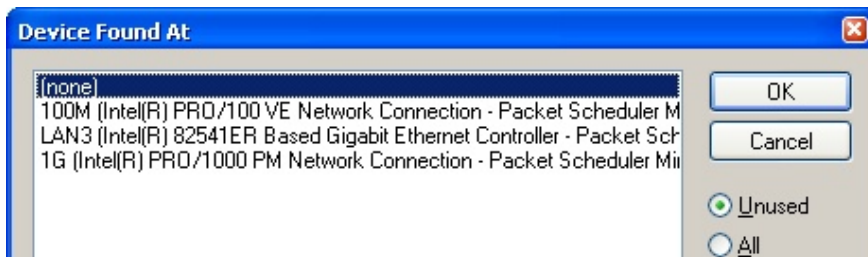 Device Found At
(none)
100M (Intel(R) PRO/100 VE Network Connection - Packet Scheduler M
LAN3 (Intel(R) 82541ER Based Gigabit Ethernet Controller - Packet Sch
1G (Intel(R) PRO/1000 PM Network Connection - Packet Scheduler Mi
OK
Cancel
Unused
All